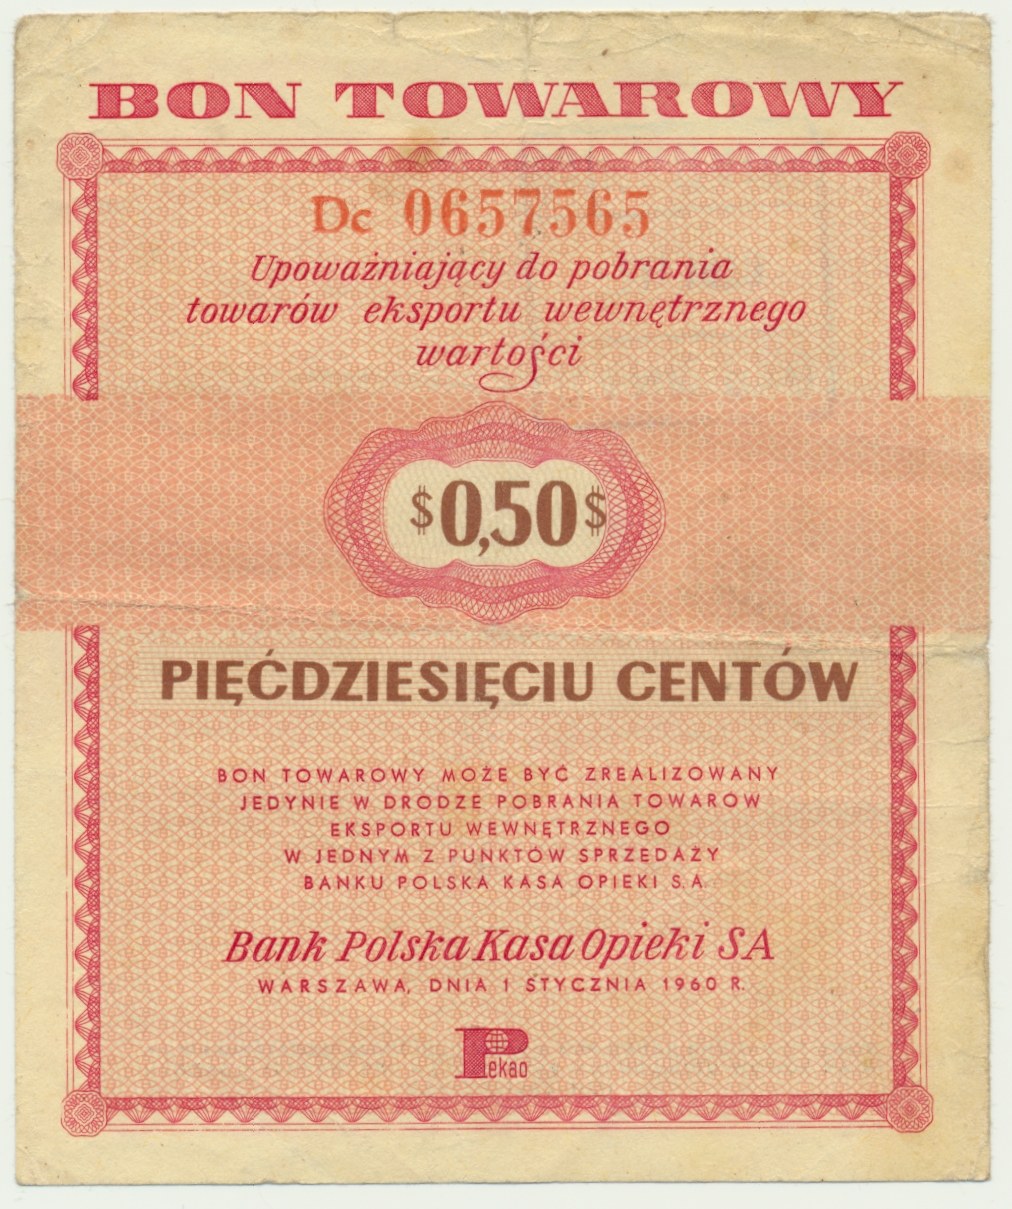 BON TOWAROWY
Dc 0657565
Upoważniający do pobrania
towarów eksportu wewnętrznego
wartości
$0,50$
PIĘĆDZIESIĘCIU CENTÓW
BON TOWAROWY MOŻE BYĆ ZREALIZOWANY
JEDYNIE W DRODZE POBRANIA TOWARÓW
EKSPORTU WEWNĘTRZNEGO
W JEDNYM Z PUNKTÓW SPRZEDAŻY
BANKU POLSKA KASA OPIEKI S.A.
Bank Polska Kasa Opieki SA
WARSZAWA, DNIA 1 STYCZNIA 1960 R.
Pekao